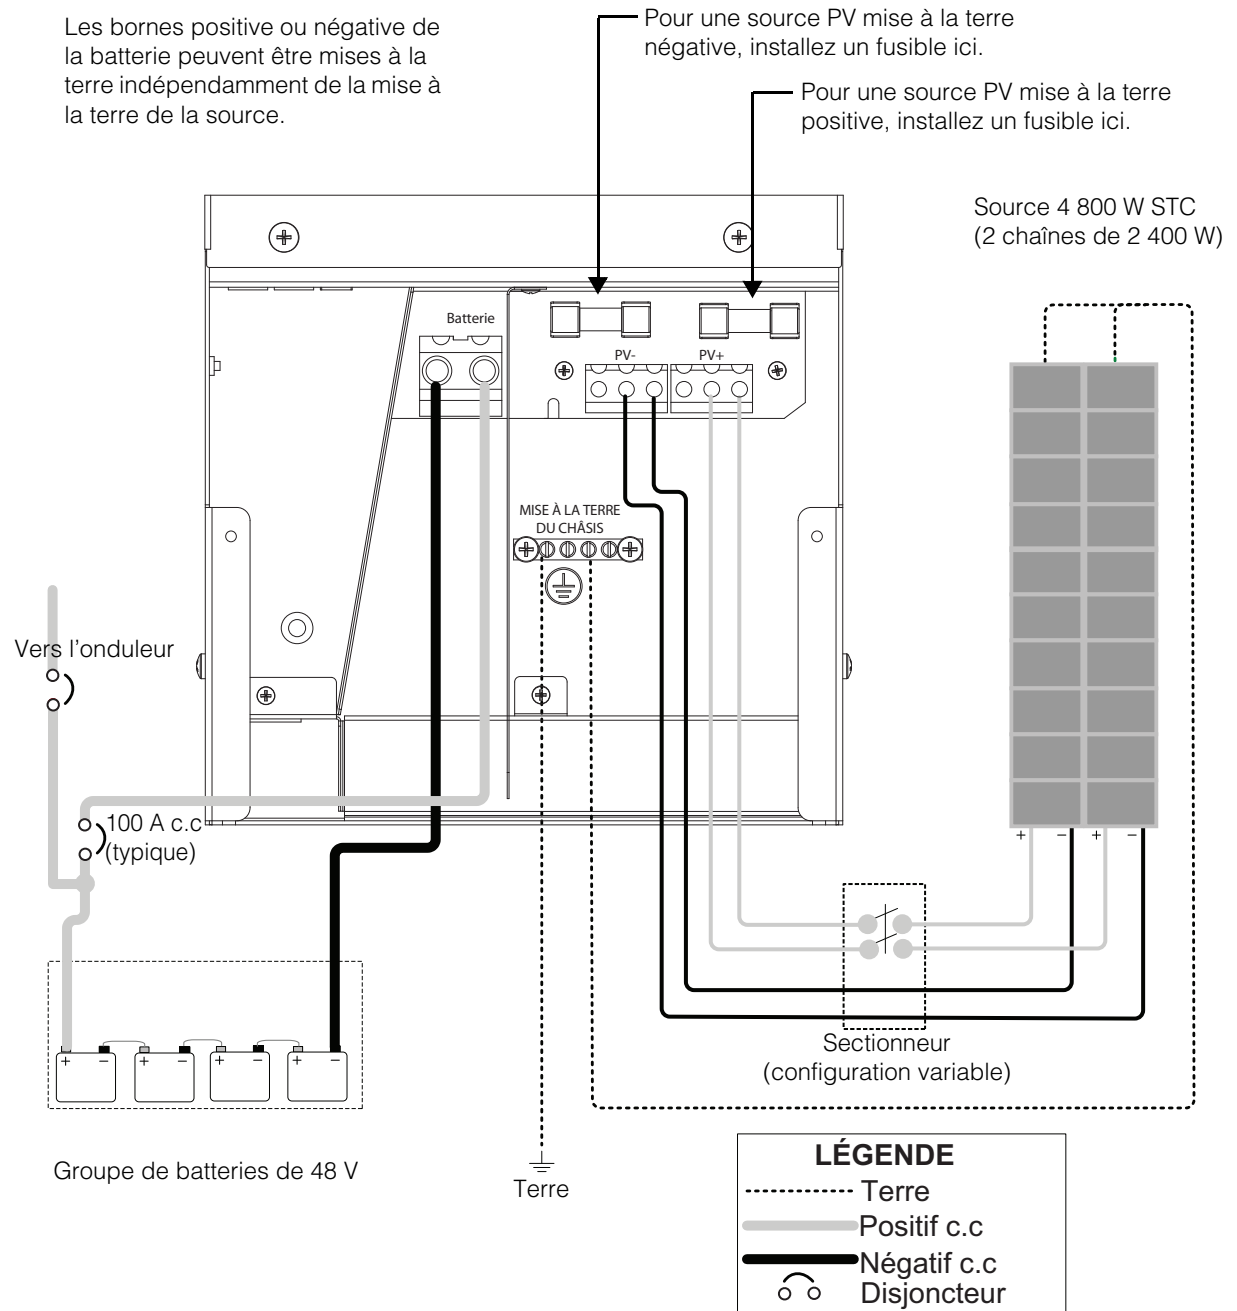 Les bornes positive ou négative de
la batterie peuvent être mises à la
terre indépendamment de la mise à
la terre de la source.
Pour une source PV mise à la terre
négative, installez un fusible ici.
Pour une source PV mise à la terre
positive, installez un fusible ici.
Source 4 800 W STC
(2 chaînes de 2 400 W)
Batterie
PV-
PV+
MISE À LA TERRE
DU CHÂSIS
Vers l'onduleur
100 A c.c
(typique)
+ – + –
Sectionneur
(configuration variable)
+ – + – + – + –
Groupe de batteries de 48 V
Terre
LÉGENDE
Terre
Positif c.c
Négatif c.c
Disjoncteur